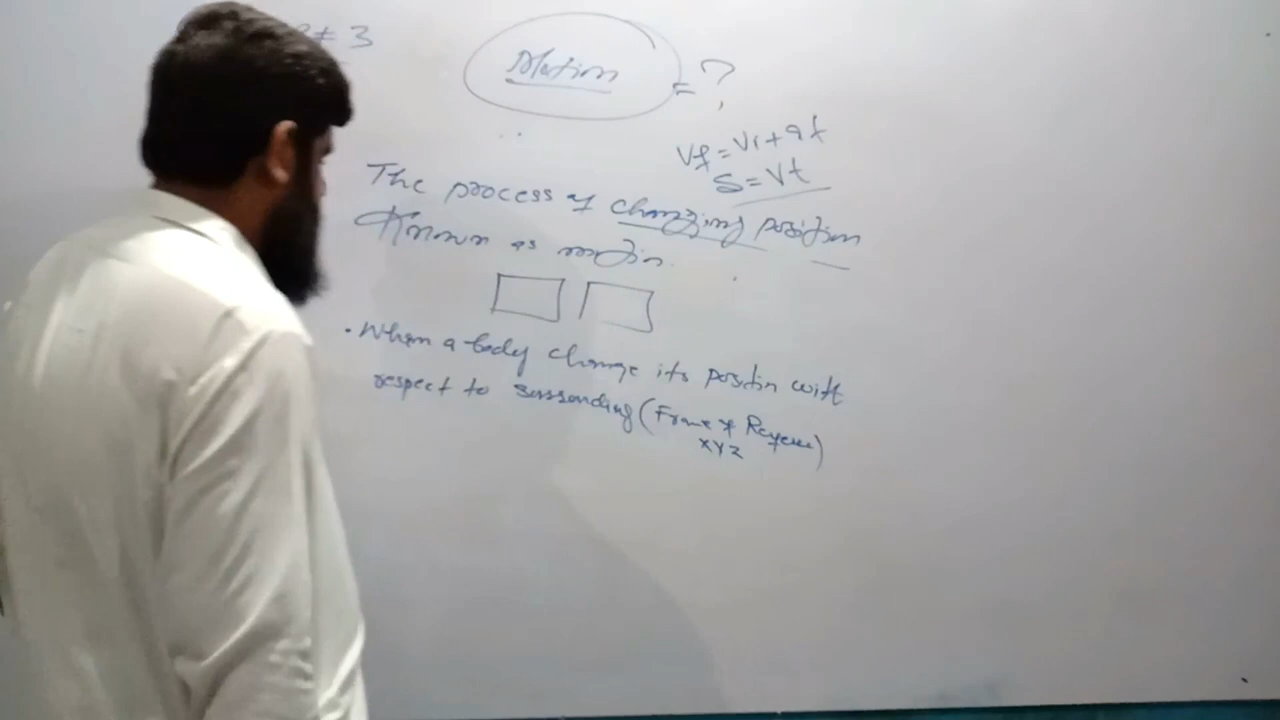 ≠ 3
Motion = ?
Vf = Vi + at
S = Vt
The process of changing position
Known as motion.
• When a body change its position with
respect to surrounding (Frame of
XYZ